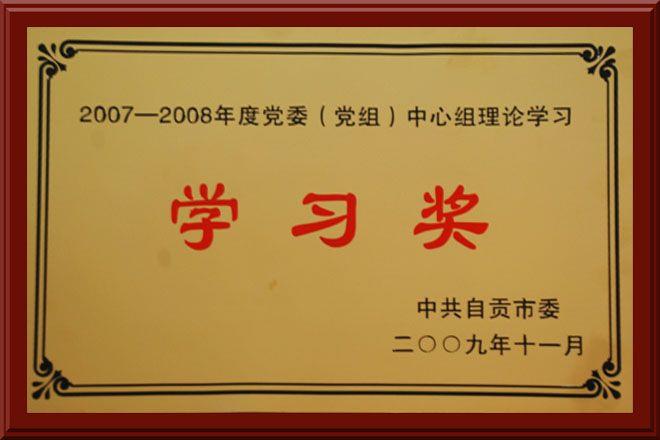 2007—2008年度党委（党组）中心组理论学习
学习奖
中共自贡市委
二〇〇九年十一月